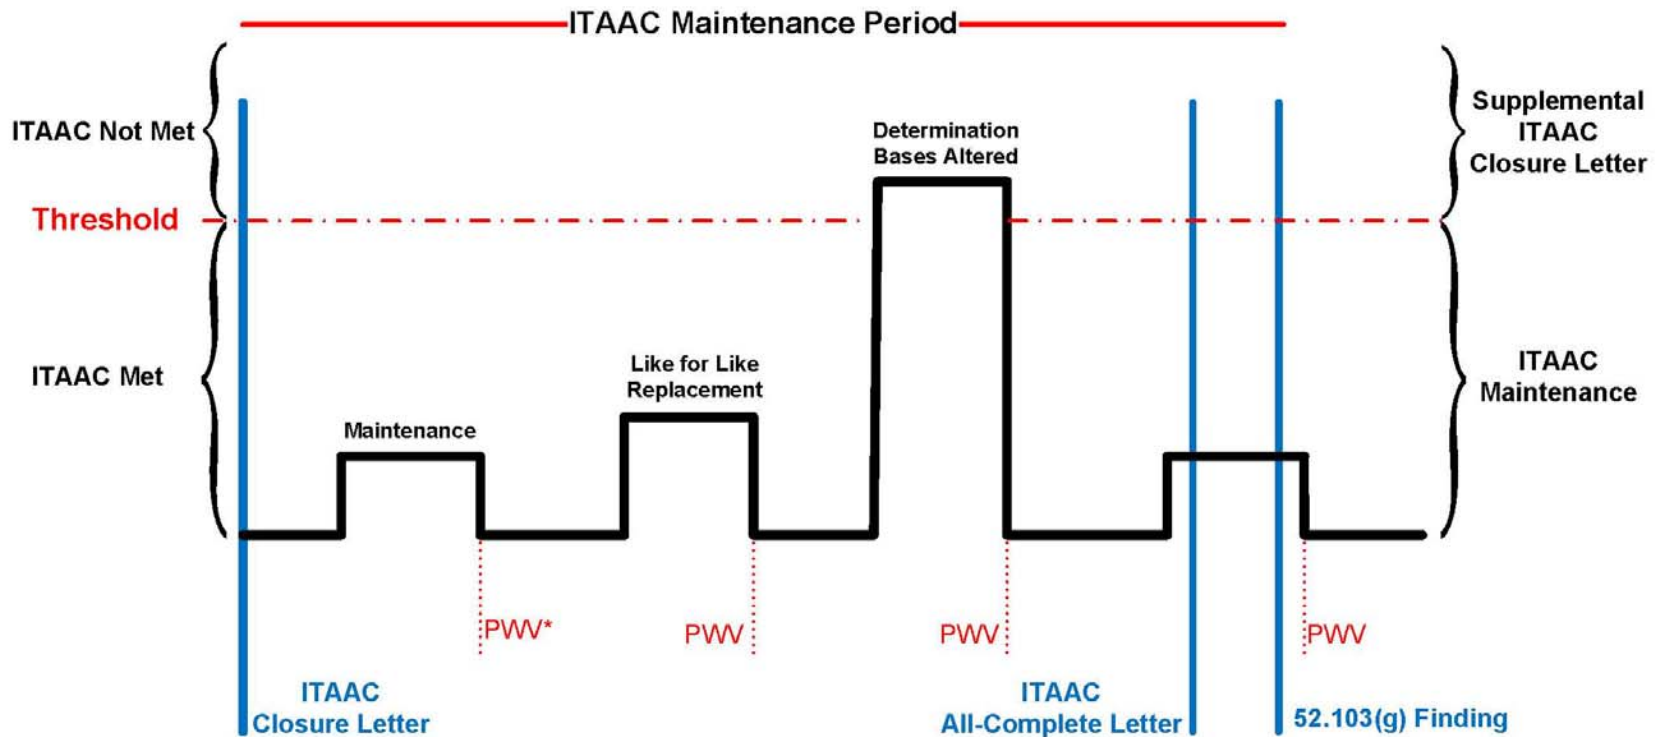 ITAAC Maintenance Period
ITAAC Not Met
Supplemental
ITAAC
Closure Letter
Determination
Bases Altered
Threshold
Like for Like
Replacement
ITAAC Met
ITAAC
Maintenance
Maintenance
PWV*
PWV
PWV
PWV
ITAAC
Closure Letter
ITAAC
All-Complete Letter
52.103(g) Finding